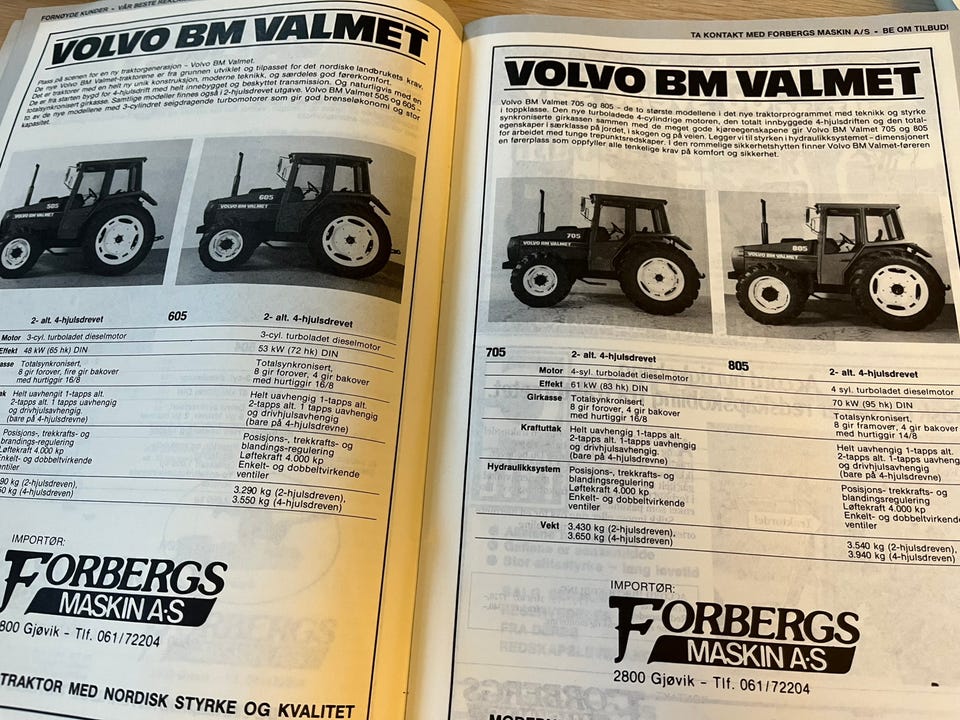 FORNØYDE KUNDER - VÅR BESTE
VOLVO BM VALMET
Plass på scenen for en ny traktorgenerasjon – Volvo BM Valmet.
De nye Volvo BM Valmet-traktorene er fra grunnen utviklet og tilpasset for det nordiske landbrukets krav.
Det er traktorer med en helt ny unik konstruksjon, moderne teknikk, og særdeles god førerkomfort.
De er fra starten bygd for 4-hjulsdrift med helt innebygget og beskyttet transmisjon. Og naturligvis med en
totalsynkronisert girkasse. Samtlige modeller finnes også i 2-hjulsdrevet utgave. Volvo BM Valmet 505 og 605 –
to av de nye modellene med 3-cylindret seigdragende turbomotorer som gir god brenseløkonomi og stor
kapasitet.
505
VOLVO BM VALMET
605
VOLVO BM VALMET
2- alt. 4-hjulsdrevet
605
2- alt. 4-hjulsdrevet
Motor
3-cyl. turboladet dieselmotor
3-cyl. turboladet dieselmotor
Effekt
48 kW (65 hk) DIN
53 kW (72 hk) DIN
Totalsynkronisert,
8 gir forover, fire gir bakover
med hurtiggir 16/8
Totalsynkronisert,
8 gir forover, 4 gir bakover
med hurtiggir 16/8
Helt uavhengig 1-tapps alt.
2-tapps alt. 1 tapps uavhengig
og drivhjulsavhengig
(bare på 4-hjulsdrevne)
Helt uavhengig 1-tapps alt.
2-tapps alt. 1-tapps uavhengig
og drivhjulsavhengig
(bare på 4-hjulsdrevne)
Posisjons-, trekkrafts- og
blandings-regulering
Løftekraft 4.000 kp
Enkelt- og dobbeltvirkende
ventiler
Posisjons-, trekkrafts- og
blandings-regulering
Løftekraft 4.000 kp
Enkelt- og dobbeltvirkende
ventiler
kg (2-hjulsdreven),
kg (4-hjulsdreven)
3.290 kg (2-hjulsdreven),
3.550 kg (4-hjulsdreven)
IMPORTØR:
FORBERGS
MASKIN A·S
2800 Gjøvik – Tlf. 061/72204
TRAKTOR MED NORDISK STYRKE OG KVALITET
TA KONTAKT MED FORBERGS MASKIN A/S - BE OM TILBUD!
VOLVO BM VALMET
Volvo BM Valmet 705 og 805 – de to største modellene i det nye traktorprogrammet med teknikk og styrke
i toppklasse. Den nye turboladede 4-cylindrige motoren, den totalt innbyggede 4-hjulsdriften og den total-
synkroniserte girkassen sammen med de meget gode kjøreegenskapene gir Volvo BM Valmet 705 og 805
egenskaper i særklasse på jordet, i skogen og på veien. Legger vi til styrken i hydraulikksystemet – dimensjonert
for arbeidet med tunge trepunktsredskaper. I den rommelige sikkerhetshytten finner Volvo BM Valmet-føreren
en førerplass som oppfyller alle tenkelige krav på komfort og sikkerhet.
705
VOLVO BM VALMET
805
VOLVO BM VALMET
705
2- alt. 4-hjulsdrevet
805
2- alt. 4-hjulsdrevet
Motor
4-syl. turboladet dieselmotor
4 syl. turboladet dieselmotor
Effekt
61 kW (83 hk) DIN
70 kW (95 hk) DIN
Girkasse
Totalsynkronisert,
8 gir forover, 4 gir bakover
med hurtiggir 16/8
Totalsynkronisert,
8 gir framover, 4 gir bakover
med hurtiggir 14/8
Kraftuttak
Helt uavhengig 1-tapps alt.
2-tapps alt. 1-tapps uavhengig
og drivhjulsavhengig
(bare på 4-hjulsdrevne)
Helt uavhengig 1-tapps alt.
2-tapps alt. 1-tapps uavhengig
og drivhjulsavhengig
(bare på 4-hjulsdrevne)
Hydraulikksystem
Posisjons-, trekkrafts- og
blandingsregulering
Løftekraft 4.000 kp
Enkelt- og dobbeltvirkende
ventiler
Posisjons-, trekkrafts- og
blandingsregulering
Løftekraft 4.000 kp
Enkelt- og dobbeltvirkende
ventiler
Vekt
3.430 kg (2-hjulsdreven),
3.650 kg (4-hjulsdreven)
3.540 kg (2-hjulsdreven),
3.940 kg (4-hjulsdreven)
IMPORTØR:
FORBERGS
MASKIN A·S
2800 Gjøvik – Tlf. 061/72204